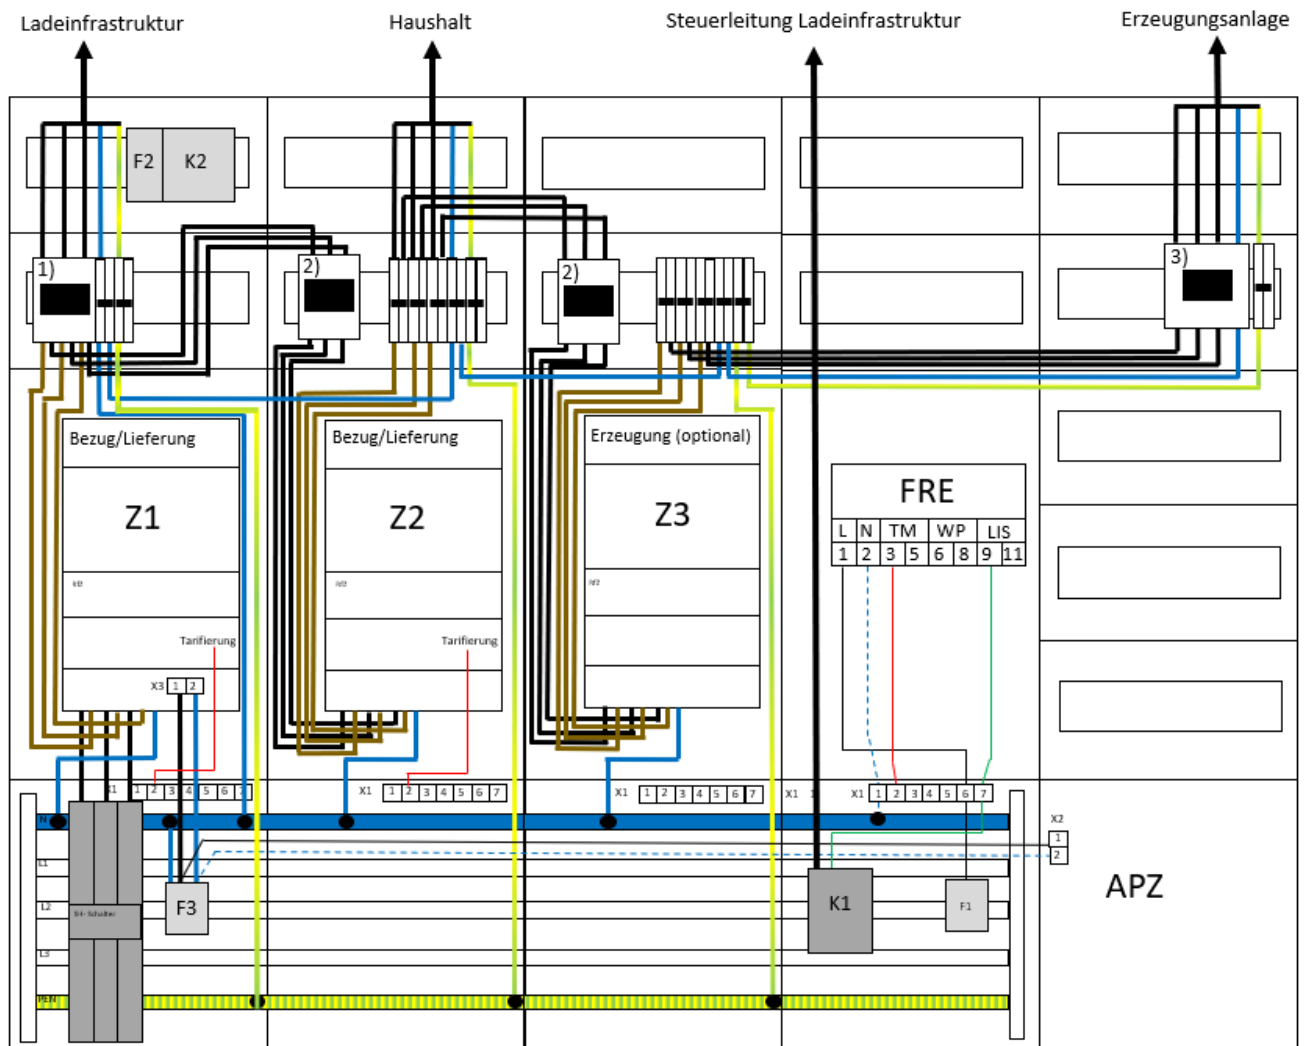 Ladeinfrastruktur
Haushalt
Steuerleitung Ladeinfrastruktur
Erzeugungsanlage
F2 K2
1)
2)
2)
3)
Bezug/Lieferung
Bezug/Lieferung
Erzeugung (optional)
Z1
Z2
Z3
FRE
L N TM WP LIS
1 2 3 5 6 8 9 11
Tarifierung
Tarifierung
X3 1 2
X1 1 2 3 4 5 6 7
X1 1 2 3 4 5 6 7
X1 1 2 3 4 5 6 7
X1 1
X1 1 2 3 4 5 6 7
N
X2
1
2
L1
L2
L3
PEN
SH- Schalter
F3
K1
F1
APZ